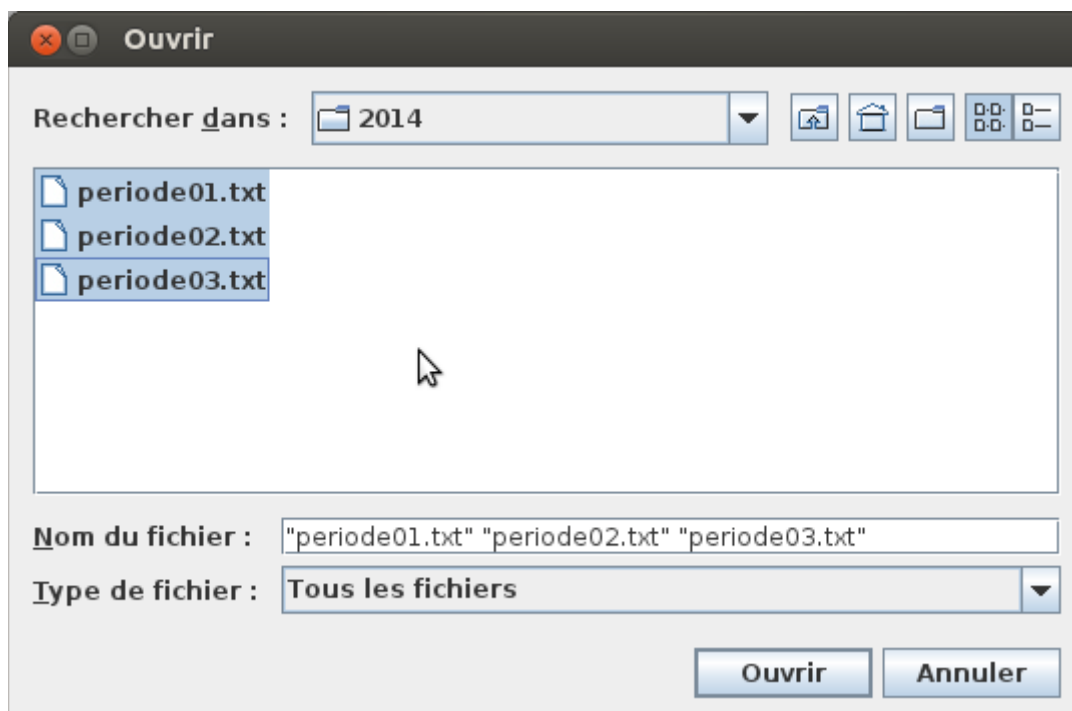 Ouvrir
Rechercher dans : 2014
periode01.txt
periode02.txt
periode03.txt
Nom du fichier : "periode01.txt" "periode02.txt" "periode03.txt"
Type de fichier : Tous les fichiers
Ouvrir Annuler